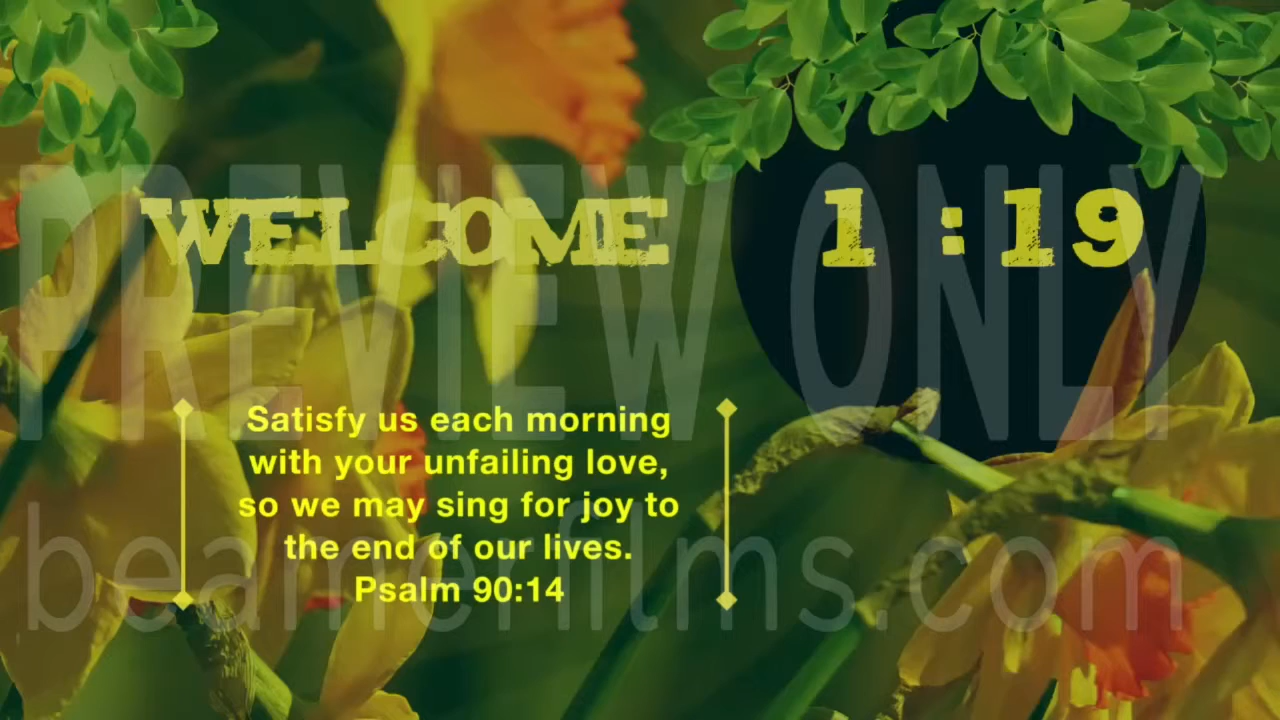 WELCOME
1:19
PREVIEW ONLY
Satisfy us each morning
with your unfailing love,
so we may sing for joy to
the end of our lives.
Psalm 90:14
beamerfilms.com